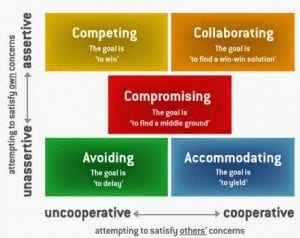 Competing
The goal is
'to win'
Collaborating
The goal is
'to find a win-win solution'
Compromising
The goal is
'to find a middle ground'
Avoiding
The goal is
'to delay'
Accommodating
The goal is
'to yield'
attempting to satisfy own concerns
unassertive
assertive
uncooperative
cooperative
attempting to satisfy others' concerns